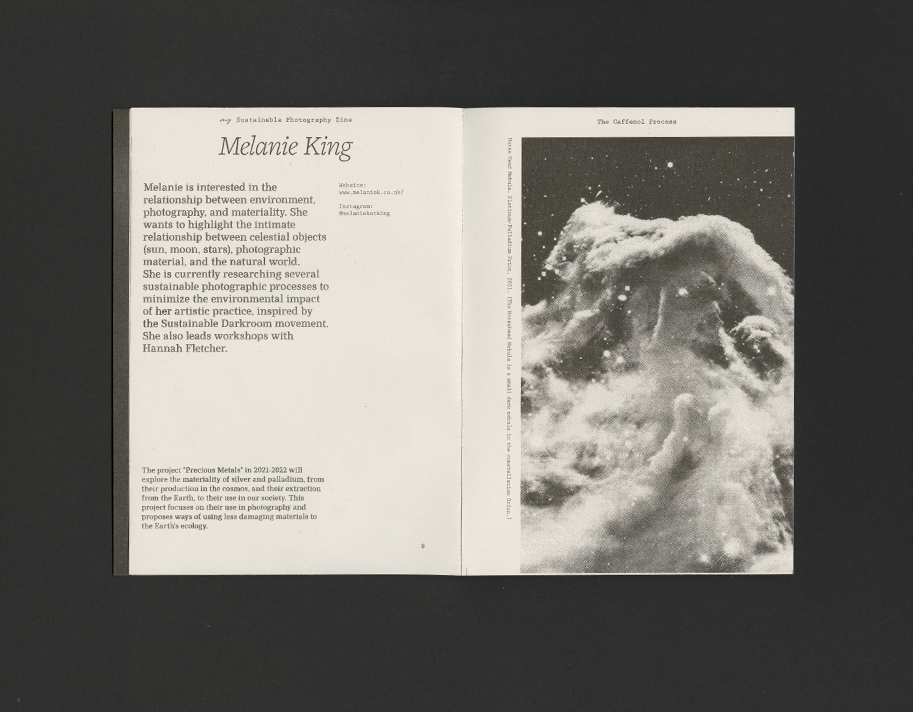 my Sustainable Photography Zine
Melanie King
Melanie is interested in the
relationship between environment,
photography, and materiality. She
wants to highlight the intimate
relationship between celestial objects
(sun, moon, stars), photographic
material, and the natural world.
She is currently researching several
sustainable photographic processes to
minimize the environmental impact
of her artistic practice, inspired by
the Sustainable Darkroom movement.
She also leads workshops with
Hannah Fletcher.
Website:
www.melaniek.co.uk/
Instagram:
@melaniekatking
The project "Precious Metals" in 2021-2022 will
explore the materiality of silver and palladium, from
their production in the cosmos, and their extraction
from the Earth, to their use in our society. This
project focuses on their use in photography and
proposes ways of using less damaging materials to
the Earth's ecology.
8
The Caffenol Process
Horse Head Nebula, Platinum-Palladium Print, 2021. (The Horsehead Nebula is a small dark nebula in the constellation Orion.)